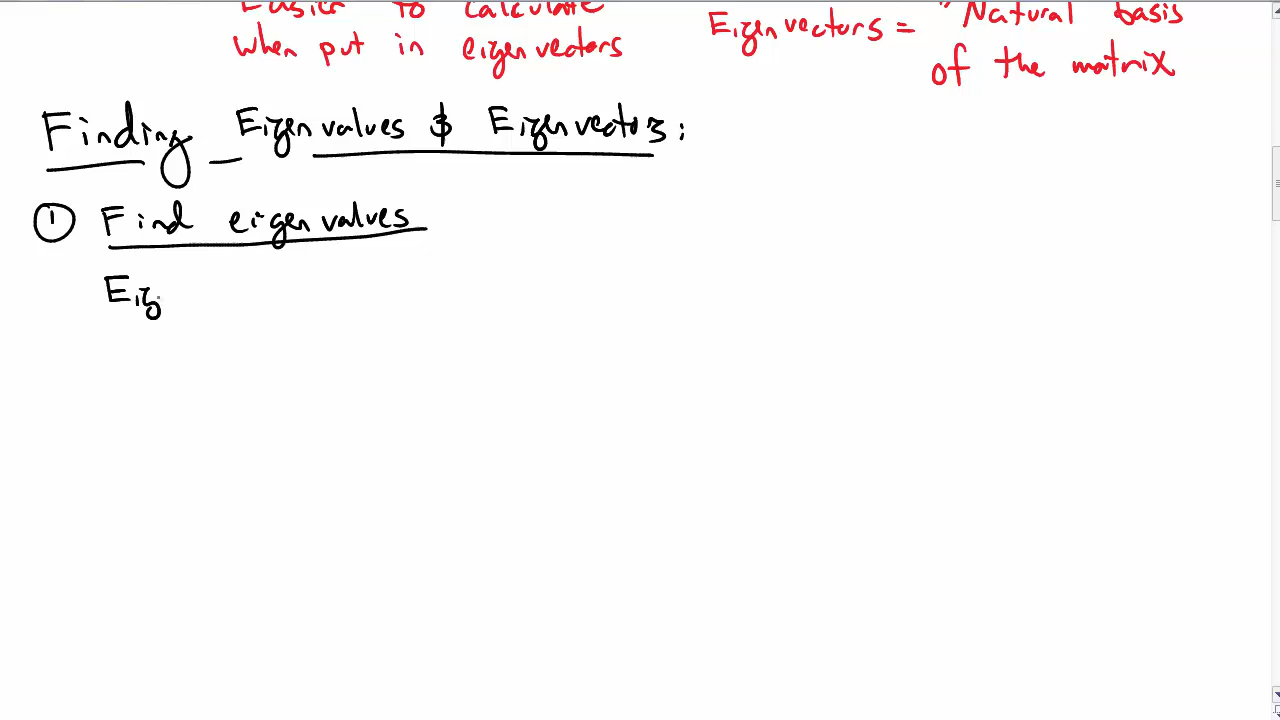 Easier to calculate
when put in eigenvectors
Eigenvectors = "Natural basis
of the matrix
Finding Eigenvalues & Eigenvectors:
① Find eigenvalues
Eig